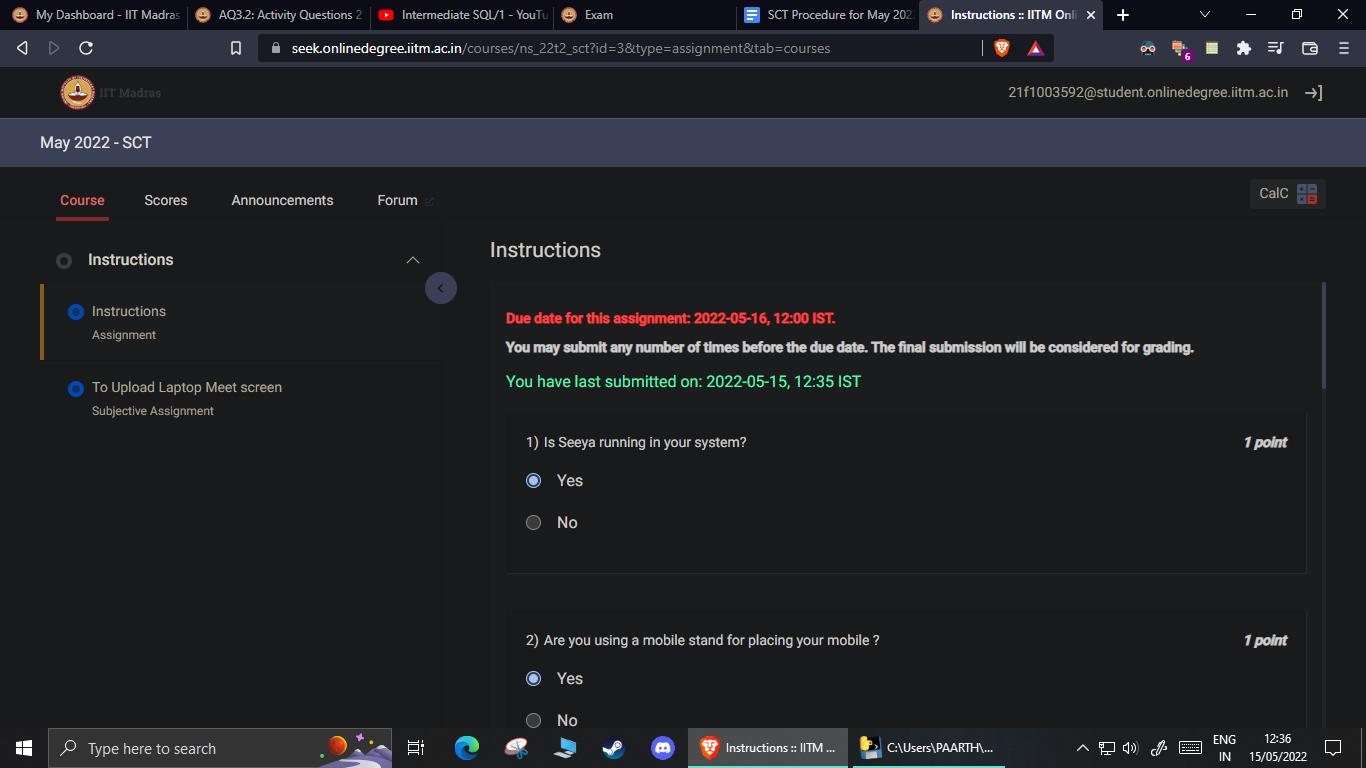 My Dashboard - IIT Madras
AQ3.2: Activity Questions 2
Intermediate SQL/1 - YouTu
Exam
SCT Procedure for May 202
Instructions :: IITM Onli
seek.onlinedegree.iitm.ac.in/courses/ns_22t2_sct?id=3&type=assignment&tab=courses
6
IIT Madras
21f1003592@student.onlinedegree.iitm.ac.in
May 2022 - SCT
Course
Scores
Announcements
Forum
CalC
Instructions
Instructions
Assignment
To Upload Laptop Meet screen
Subjective Assignment
Instructions
Due date for this assignment: 2022-05-16, 12:00 IST.
You may submit any number of times before the due date. The final submission will be considered for grading.
You have last submitted on: 2022-05-15, 12:35 IST
1) Is Seeya running in your system?
1 point
Yes
No
2) Are you using a mobile stand for placing your mobile ?
1 point
Yes
No
Type here to search
Instructions :: IITM ...
C:\Users\PAARTH\...
ENG
IN
12:36
15/05/2022